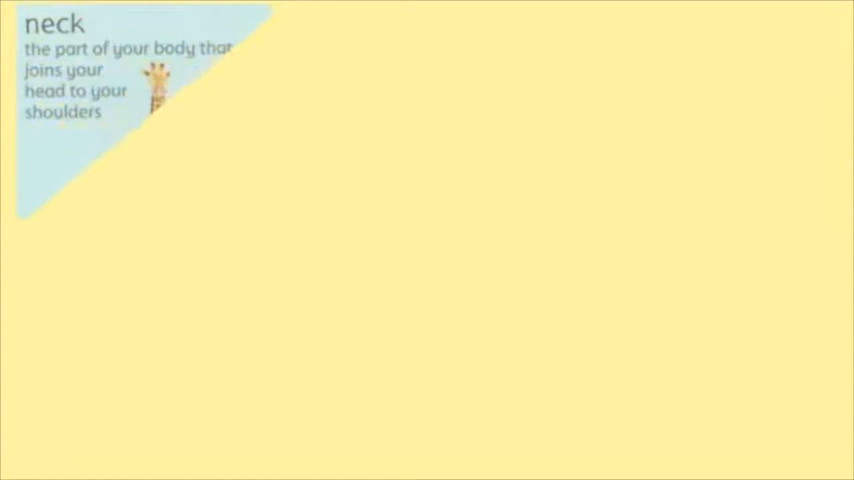 neck
the part of your body that
joins your
head to your
shoulders